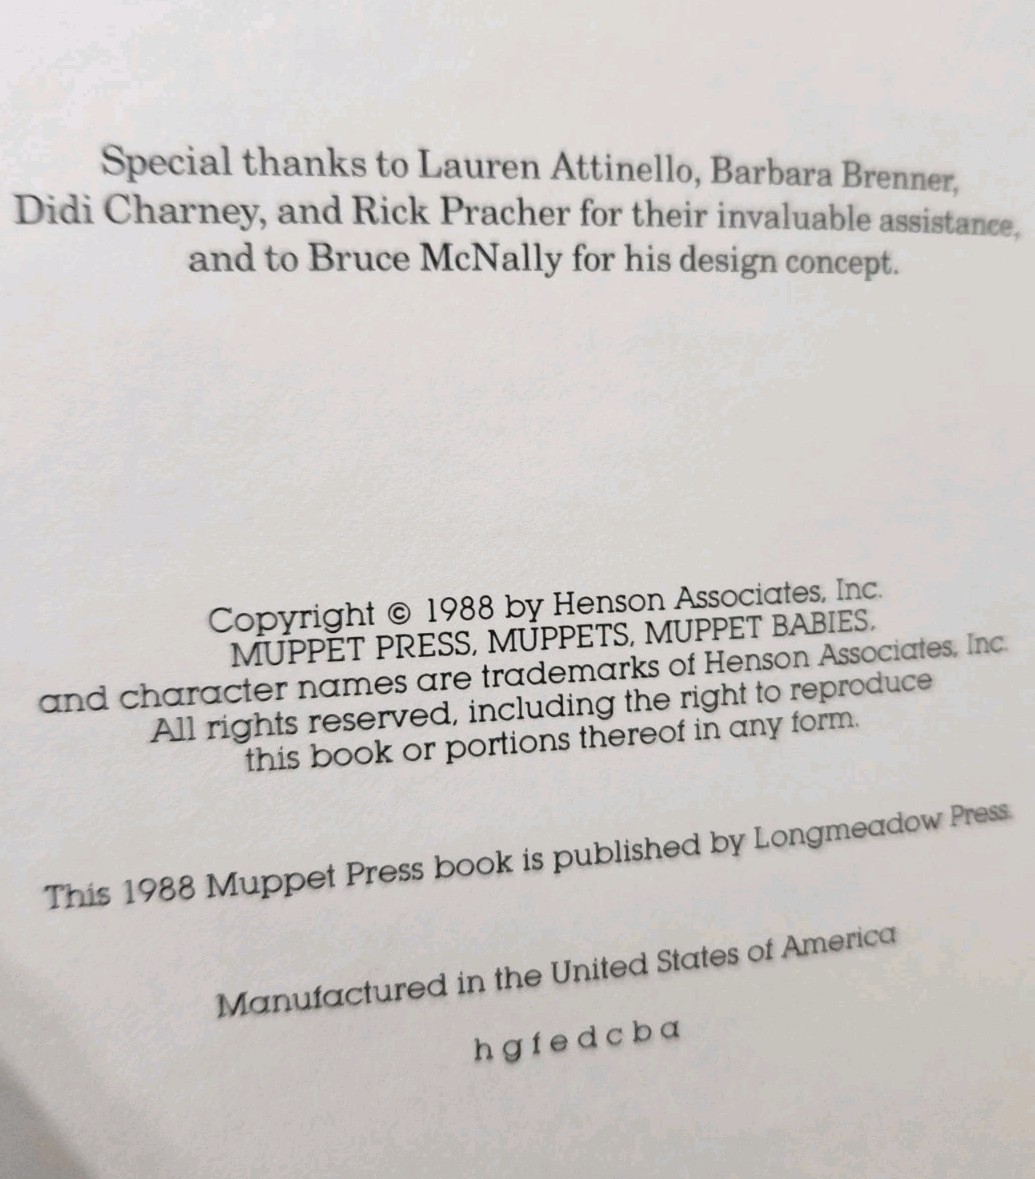 Special thanks to Lauren Attinello, Barbara Brenner,
Didi Charney, and Rick Pracher for their invaluable assistance,
and to Bruce McNally for his design concept.
Copyright © 1988 by Henson Associates, Inc.
MUPPET PRESS, MUPPETS, MUPPET BABIES,
and character names are trademarks of Henson Associates, Inc.
All rights reserved, including the right to reproduce
this book or portions thereof in any form.
This 1988 Muppet Press book is published by Longmeadow Press.
Manufactured in the United States of America
h g f e d c b a